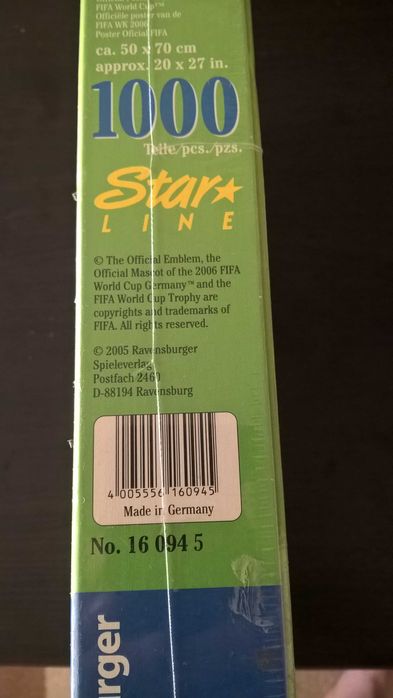 FIFA World Cup™
Officiële poster van de
FIFA WK 2006
Poster Oficial FIFA
ca. 50 x 70 cm
approx. 20 x 27 in.
1000
Teile/pcs./pzs.
Star
LINE
© The Official Emblem, the
Official Mascot of the 2006 FIFA
World Cup Germany™ and the
FIFA World Cup Trophy are
copyrights and trademarks of
FIFA. All rights reserved.
© 2005 Ravensburger
Spieleverlag
Postfach 2460
D-88194 Ravensburg
4 005556 160945
Made in Germany
No. 16 094 5
rger